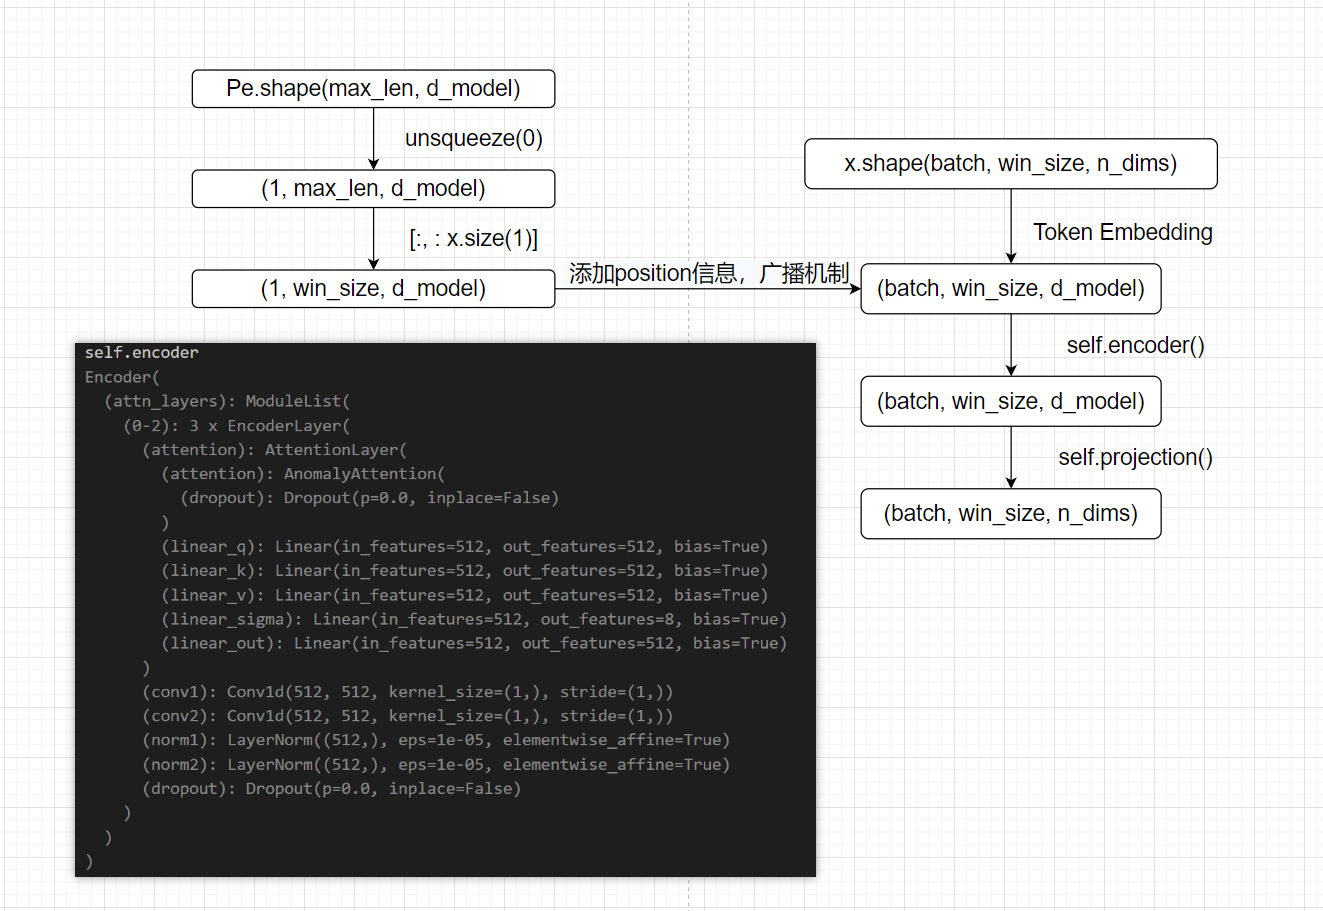 Pe.shape(max_len, d_model)
unsqueeze(0)
(1, max_len, d_model)
[:, : x.size(1)]
(1, win_size, d_model)
添加position信息，广播机制
x.shape(batch, win_size, n_dims)
Token Embedding
(batch, win_size, d_model)
self.encoder()
(batch, win_size, d_model)
self.projection()
(batch, win_size, n_dims)
self.encoder
Encoder(
  (attn_layers): ModuleList(
    (0-2): 3 x EncoderLayer(
      (attention): AttentionLayer(
        (attention): AnomalyAttention(
          (dropout): Dropout(p=0.0, inplace=False)
        )
        (linear_q): Linear(in_features=512, out_features=512, bias=True)
        (linear_k): Linear(in_features=512, out_features=512, bias=True)
        (linear_v): Linear(in_features=512, out_features=512, bias=True)
        (linear_sigma): Linear(in_features=512, out_features=8, bias=True)
        (linear_out): Linear(in_features=512, out_features=512, bias=True)
      )
      (conv1): Conv1d(512, 512, kernel_size=(1,), stride=(1,))
      (conv2): Conv1d(512, 512, kernel_size=(1,), stride=(1,))
      (norm1): LayerNorm((512,), eps=1e-05, elementwise_affine=True)
      (norm2): LayerNorm((512,), eps=1e-05, elementwise_affine=True)
      (dropout): Dropout(p=0.0, inplace=False)
    )
  )
)